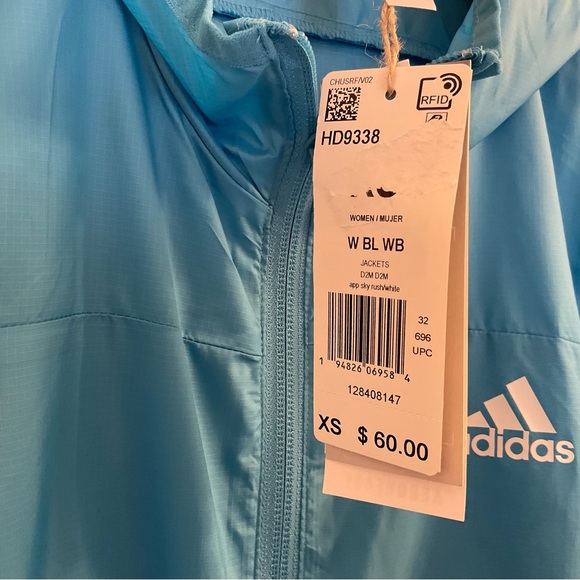 CHUSRF/V02
RFID
HD9338
WOMEN / MUJER
W BL WB
JACKETS
D2M D2M
app sky rush/white
32
696
UPC
1 94826 06958 4
128408147
XS $ 60.00
adidas